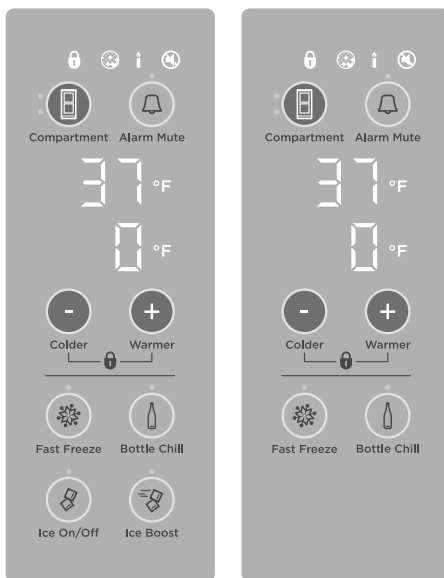 Compartment Alarm Mute
37 °F
0 °F
- +
Colder Warmer
Fast Freeze Bottle Chill
Ice On/Off Ice Boost
Compartment Alarm Mute
37 °F
0 °F
- +
Colder Warmer
Fast Freeze Bottle Chill